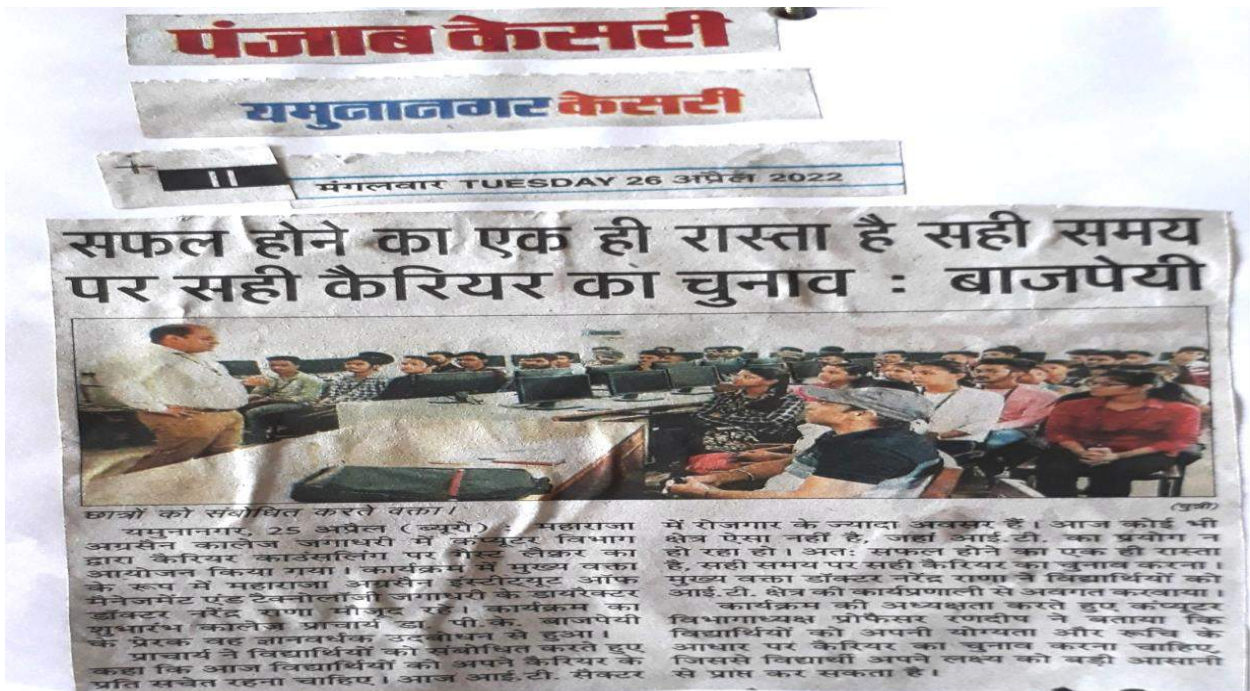 पंजाब केसरी
यमुनानगर केसरी
II मंगलवार TUESDAY 26 अप्रैल 2022
सफल होने का एक ही रास्ता है सही समय
पर सही कैरियर का चुनाव : बाजपेयी
छात्रों को संबोधित करते वक्ता।
(जुनेजा)
यमुनानगर, 25 अप्रैल (ब्यूरो) : महाराजा
अग्रसैन कालेज जगाधरी में कंप्यूटर विभाग
द्वारा कैरियर काउंसलिंग पर गेस्ट लैक्चर का
आयोजन किया गया। कार्यक्रम में मुख्य वक्ता
के रूप में महाराजा अग्रसैन इंस्टीट्यूट ऑफ
मैनेजमेंट एंड टैक्नोलॉजी जगाधरी के डायरेक्टर
डॉक्टर नरेंद्र राणा मौजूद रहे। कार्यक्रम का
शुभारंभ कॉलेज प्राचार्य डा. पी.के. बाजपेयी
के प्रेरक वह ज्ञानवर्धक उदबोधन से हुआ।
प्राचार्य ने विद्यार्थियों को संबोधित करते हुए
कहा कि आज विद्यार्थियों को अपने कैरियर के
प्रति सचेत रहना चाहिए। आज आई.टी. सैक्टर
में रोजगार के ज्यादा अवसर हैं। आज कोई भी
क्षेत्र ऐसा नहीं है, जहां आई.टी. का प्रयोग न
हो रहा हो। अत: सफल होने का एक ही रास्ता
है, सही समय पर सही कैरियर का चुनाव करना।
मुख्य वक्ता डॉक्टर नरेंद्र राणा ने विद्यार्थियों को
आई.टी. क्षेत्र की कार्यप्रणाली से अवगत करवाया।
कार्यक्रम की अध्यक्षता करते हुए कंप्यूटर
विभागाध्यक्ष प्रोफैसर रणदीप ने बताया कि
विद्यार्थियों को अपनी योग्यता और रूचि के
आधार पर कैरियर का चुनाव करना चाहिए
जिससे विद्यार्थी अपने लक्ष्य को बड़ी आसानी
से प्राप्त कर सकता है।